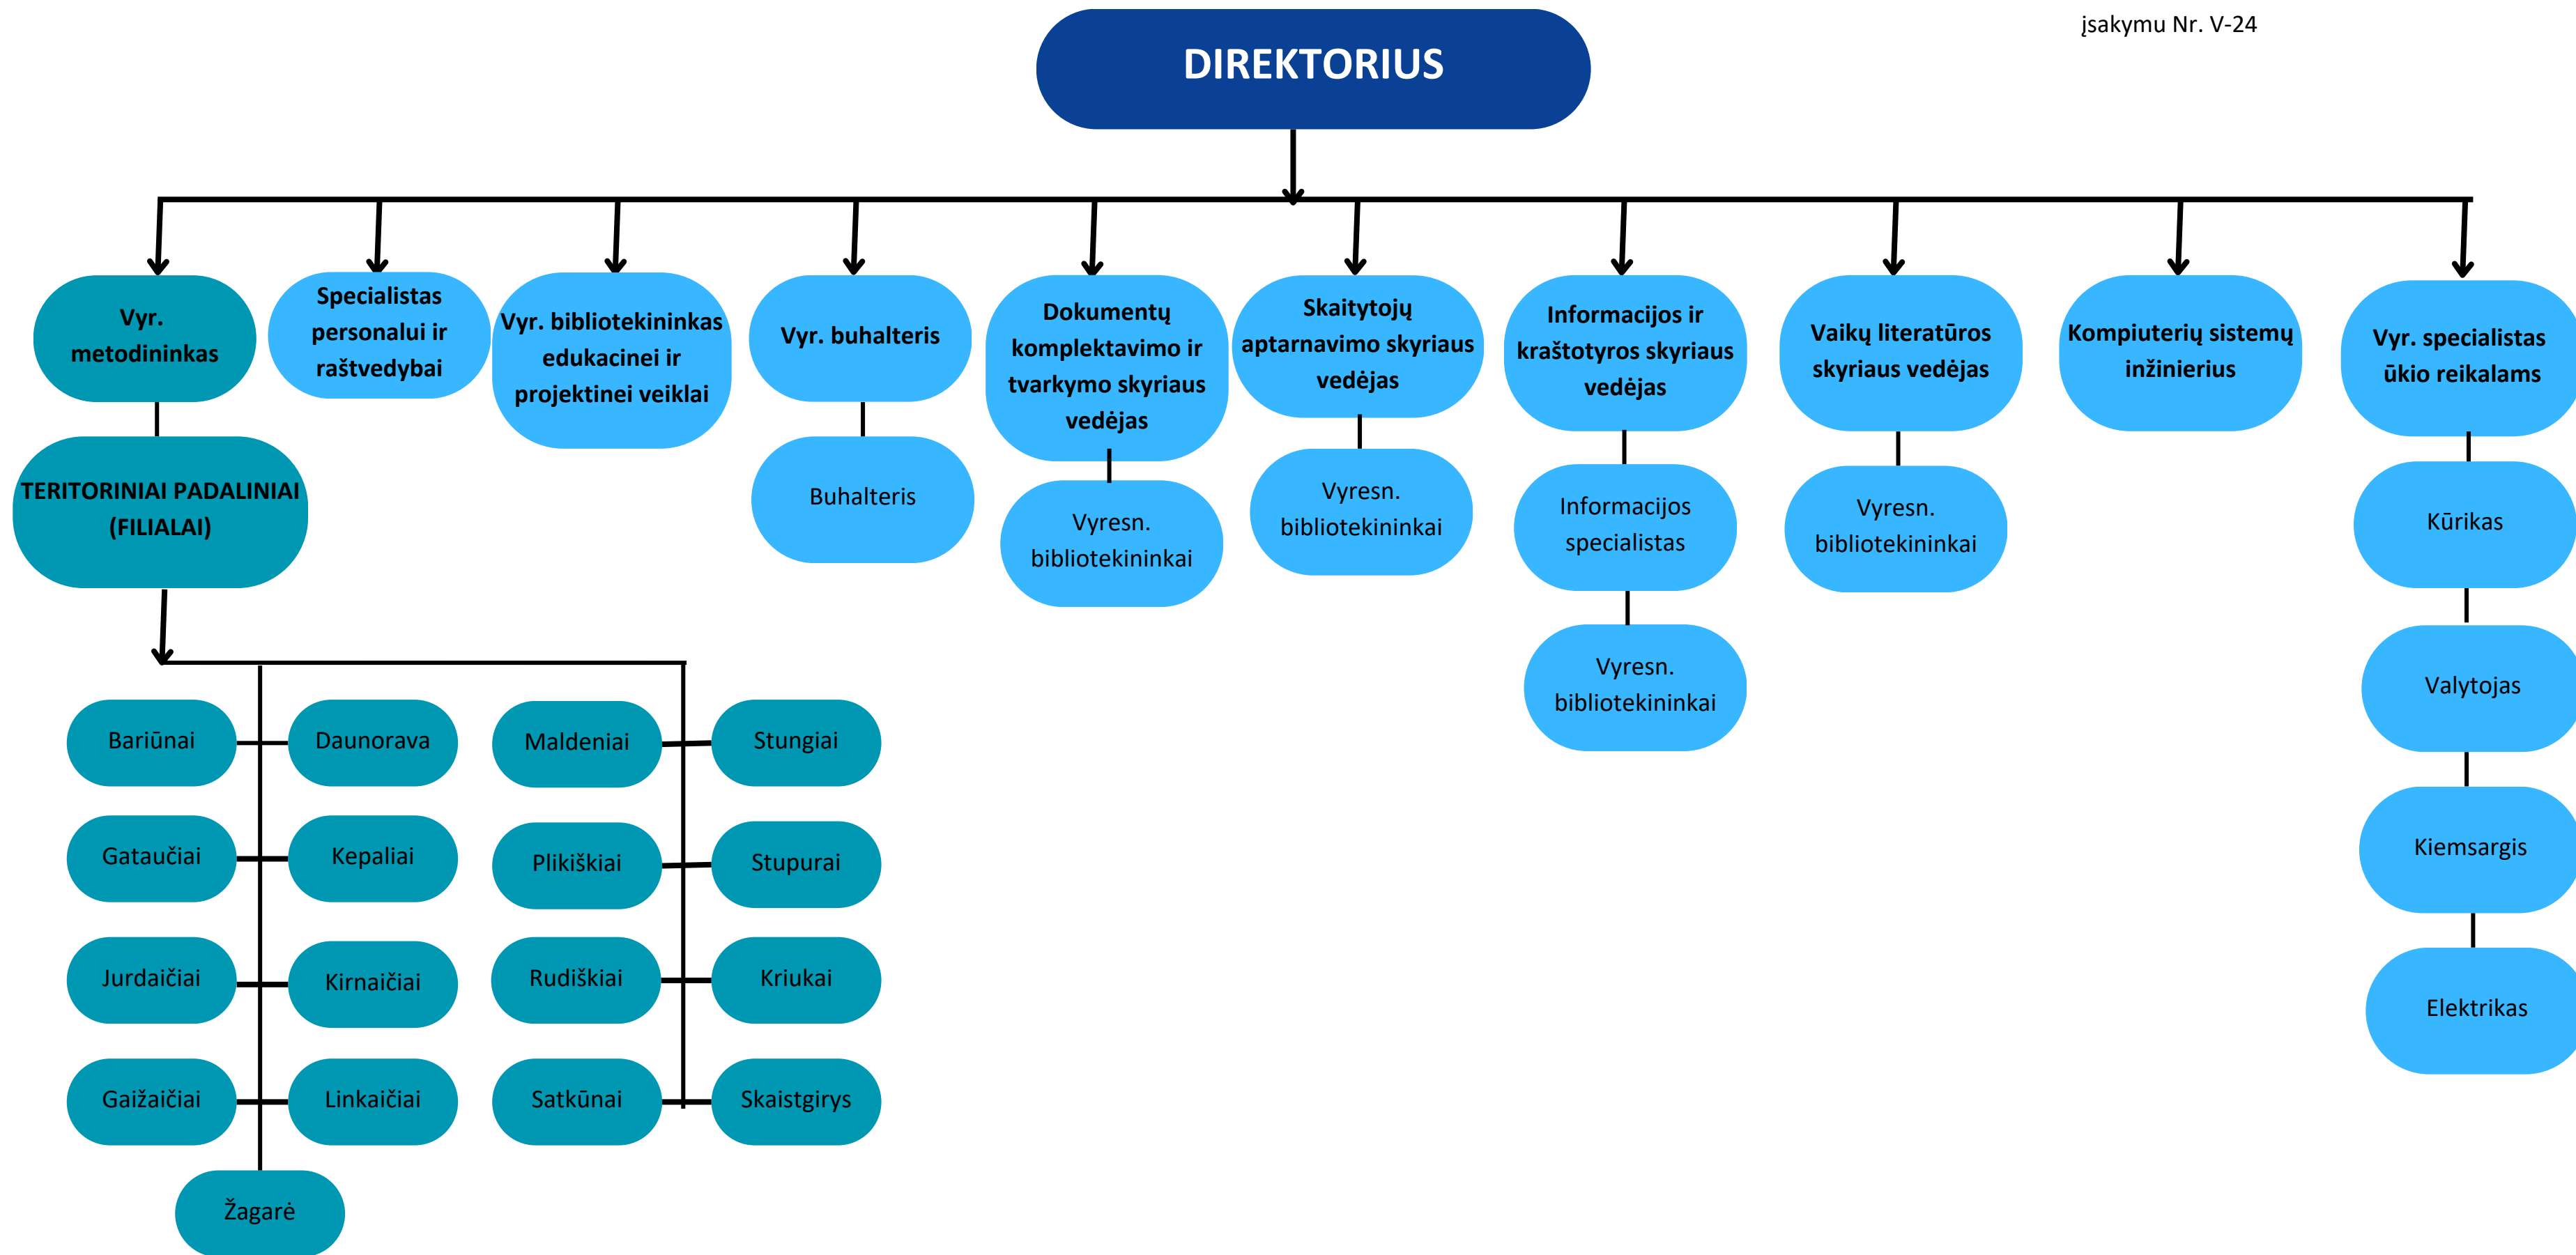 įsakymu Nr. V-24
DIREKTORIUS
Vyr.
metodininkas
Specialistas
personalui ir
raštvedybai
Vyr. bibliotekininkas
edukacinei ir
projektinei veiklai
Vyr. buhalteris
Dokumentų
komplektavimo ir
tvarkymo skyriaus
vedėjas
Skaitytojų
aptarnavimo skyriaus
vedėjas
Informacijos ir
kraštotyros skyriaus
vedėjas
Vaikų literatūros
skyriaus vedėjas
Kompiuterių sistemų
inžinierius
Vyr. specialistas
ūkio reikalams
TERITORINIAI PADALINIAI
(FILIALAI)
Buhalteris
Vyresn.
bibliotekininkai
Vyresn.
bibliotekininkai
Informacijos
specialistas
Vyresn.
bibliotekininkai
Vyresn.
bibliotekininkai
Kūrikas
Valytojas
Kiemsargis
Elektrikas
Bariūnai
Daunorava
Maldeniai
Stungiai
Gataučiai
Kepaliai
Plikiškiai
Stupurai
Jurdaičiai
Kirnaičiai
Rudiškiai
Kriukai
Gaižaičiai
Linkaičiai
Satkūnai
Skaistgirys
Žagarė